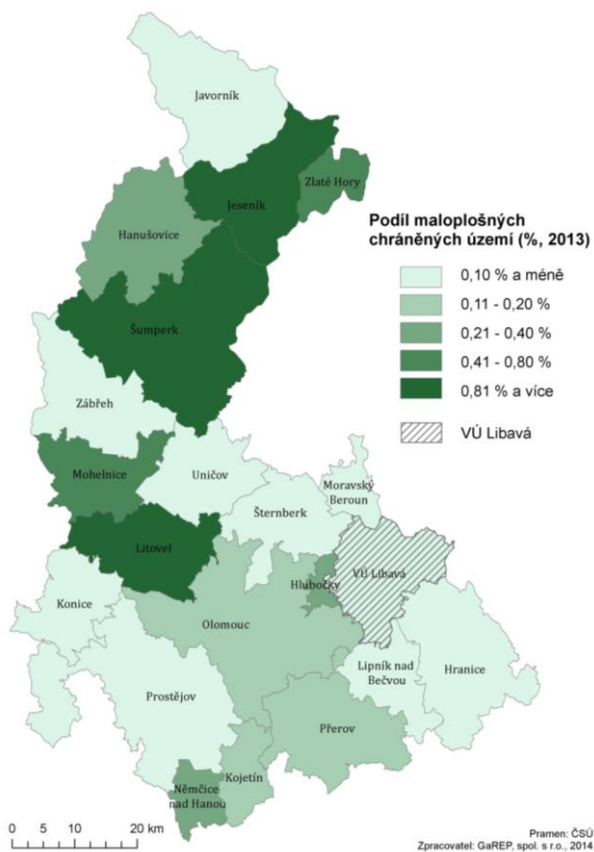 Javorník
Zlaté Hory
Jeseník
Hanušovice
Podíl maloplošných
chráněných území (%, 2013)
0,10 % a méně
0,11 - 0,20 %
0,21 - 0,40 %
0,41 - 0,80 %
0,81 % a více
VÚ Libavá
Šumperk
Zábřeh
Mohelnice
Uničov
Moravský
Beroun
Šternberk
Litovel
VÚ Libavá
Hlubočky
Konice
Olomouc
Lipník nad
Bečvou
Hranice
Prostějov
Přerov
Kojetín
Němčice
nad Hanou
0 5 10 20 km
Pramen: ČSÚ
Zpracovatel: GaREP, spol. s r.o., 2014